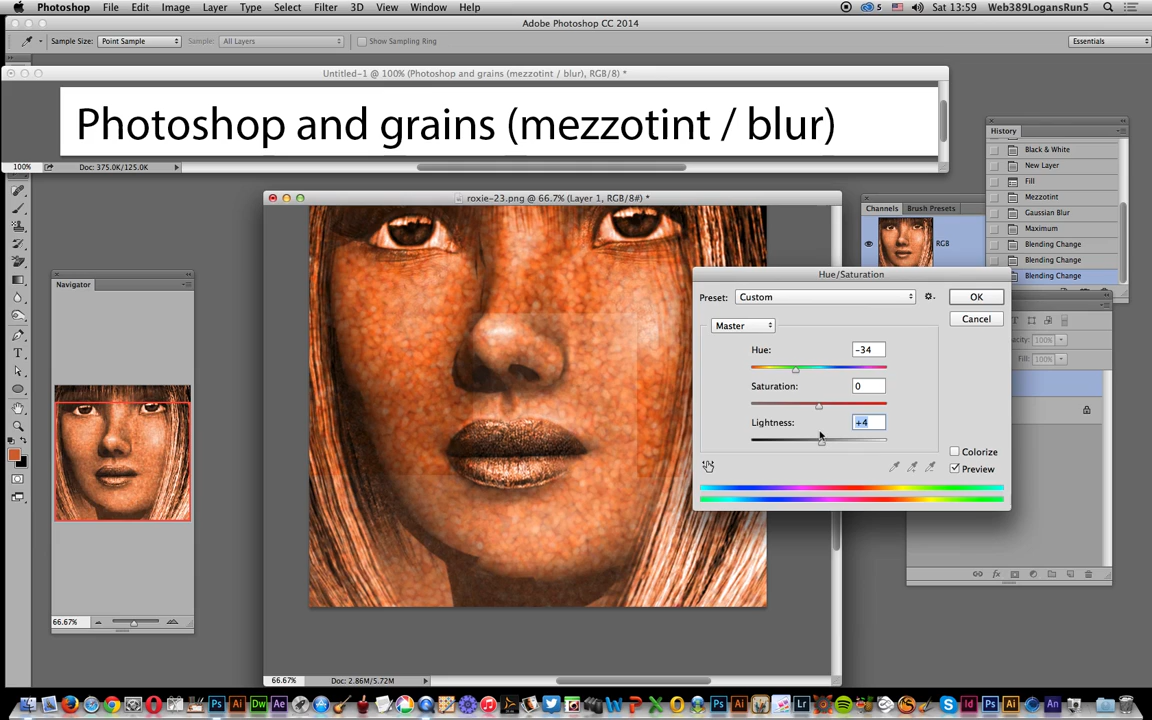 Photoshop File Edit Image Layer Type Select Filter 3D View Window Help
5 Sat 13:59 Web389LogansRun5
Adobe Photoshop CC 2014
Sample Size: Point Sample Sample: All Layers Show Sampling Ring Essentials
Untitled-1 @ 100% (Photoshop and grains (mezzotint / blur), RGB/8) *
Photoshop and grains (mezzotint / blur)
100% Doc: 375.0K/125.0K
History
Black & White
New Layer
Fill
Mezzotint
Gaussian Blur
Maximum
Blending Change
Blending Change
Blending Change
roxie-23.png @ 66.7% (Layer 1, RGB/8#) *
Channels Brush Presets
RGB
Navigator
66.67%
Hue/Saturation
Preset: Custom OK
Cancel
Master
Hue: -34
Saturation: 0
Lightness: +4
Colorize
Preview
Fill: 100%
66.67% Doc: 2.86M/5.72M